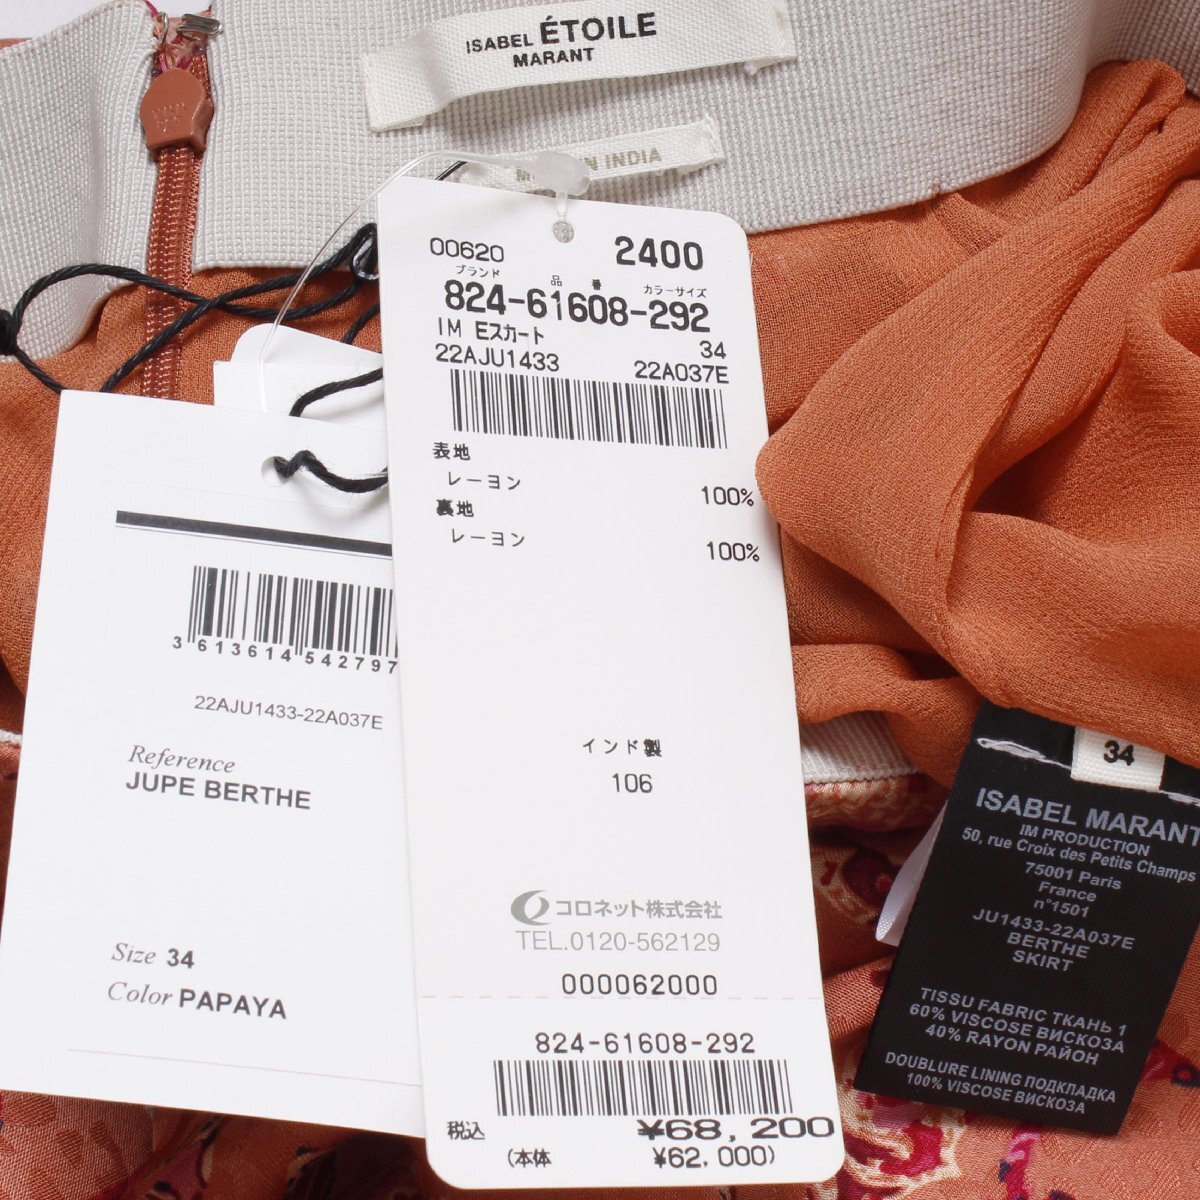 ISABEL ÉTOILE
MARANT
IN INDIA
00620 2400
ブランド 品番 カラーサイズ
824-61608-292
IM Eスカート 34
22AJU1433 22A037E
表地
レーヨン 100%
裏地
レーヨン 100%
インド製
106
コロネット株式会社
TEL.0120-562129
000062000
824-61608-292
税込 ¥68,200
(本体 ¥62,000)
3 613614 542797
22AJU1433-22A037E
Reference
JUPE BERTHE
Size 34
Color PAPAYA
34
ISABEL MARANT
IM PRODUCTION
50, rue Croix des Petits Champs
75001 Paris
France
n°1501
JU1433-22A037E
BERTHE
SKIRT
TISSU FABRIC ТКАНЬ 1
60% VISCOSE ВИСКОЗА
40% RAYON РАЙОН
DOUBLURE LINING ПОДКЛАДКА
100% VISCOSE ВИСКОЗА